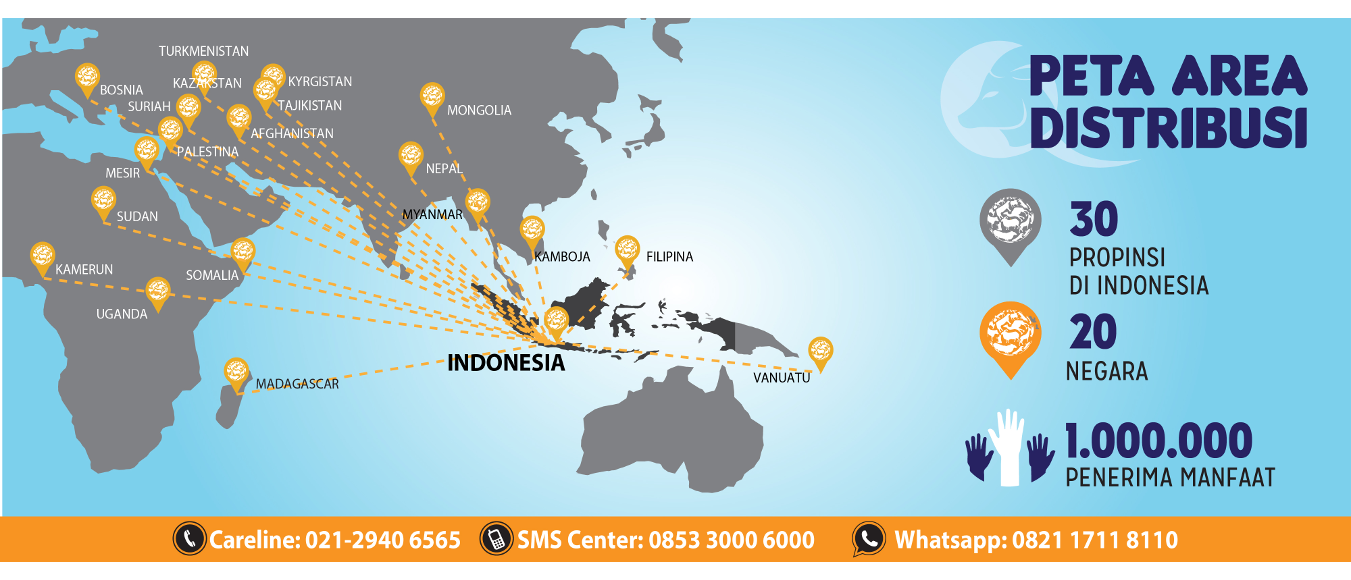 TURKMENISTAN
BOSNIA
KAZAKSTAN
KYRGISTAN
SURIAH
TAJIKISTAN
MONGOLIA
AFGHANISTAN
PALESTINA
MESIR
NEPAL
SUDAN
MYANMAR
KAMBOJA
FILIPINA
KAMERUN
SOMALIA
UGANDA
INDONESIA
MADAGASCAR
VANUATU
PETA AREA
DISTRIBUSI
30
PROPINSI
DI INDONESIA
20
NEGARA
1.000.000
PENERIMA MANFAAT
Careline: 021-2940 6565
SMS Center: 0853 3000 6000
Whatsapp: 0821 1711 8110